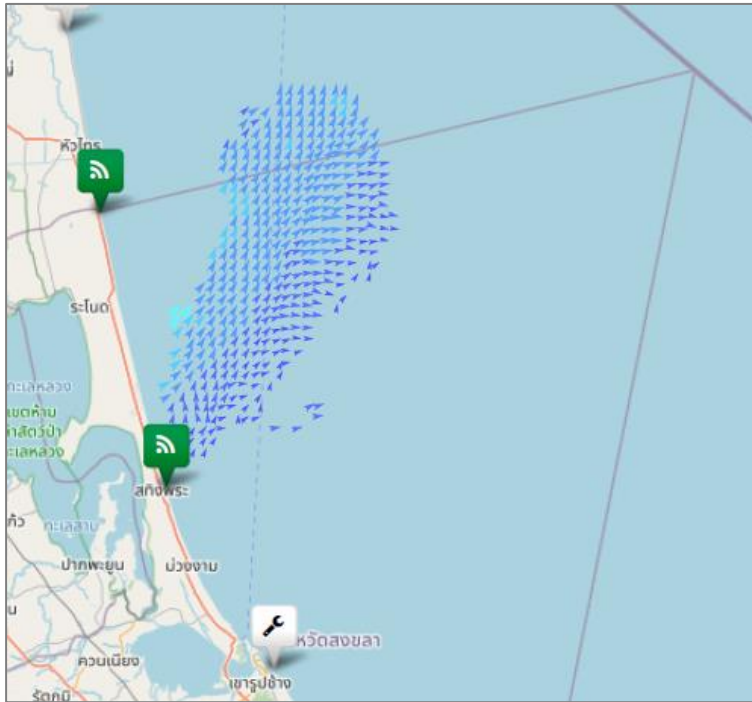 หัวไทร
ระโนด
ทะเลหลวง
เขตห้าม
ล่าสัตว์ป่า
ทะเลหลวง
สทิงพระ
ทะเลสาบ
ปากพะยูน
ม่วงงาม
หวัดสงขลา
ควนเนียง
เขารูปช้าง
รัตภูมิ